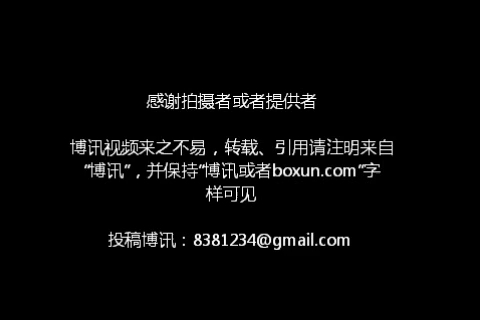 感谢拍摄者或者提供者
博讯视频来之不易，转载、引用请注明来自
“博讯”，并保持“博讯或者boxun.com”字
样可见
投稿博讯：8381234@gmail.com